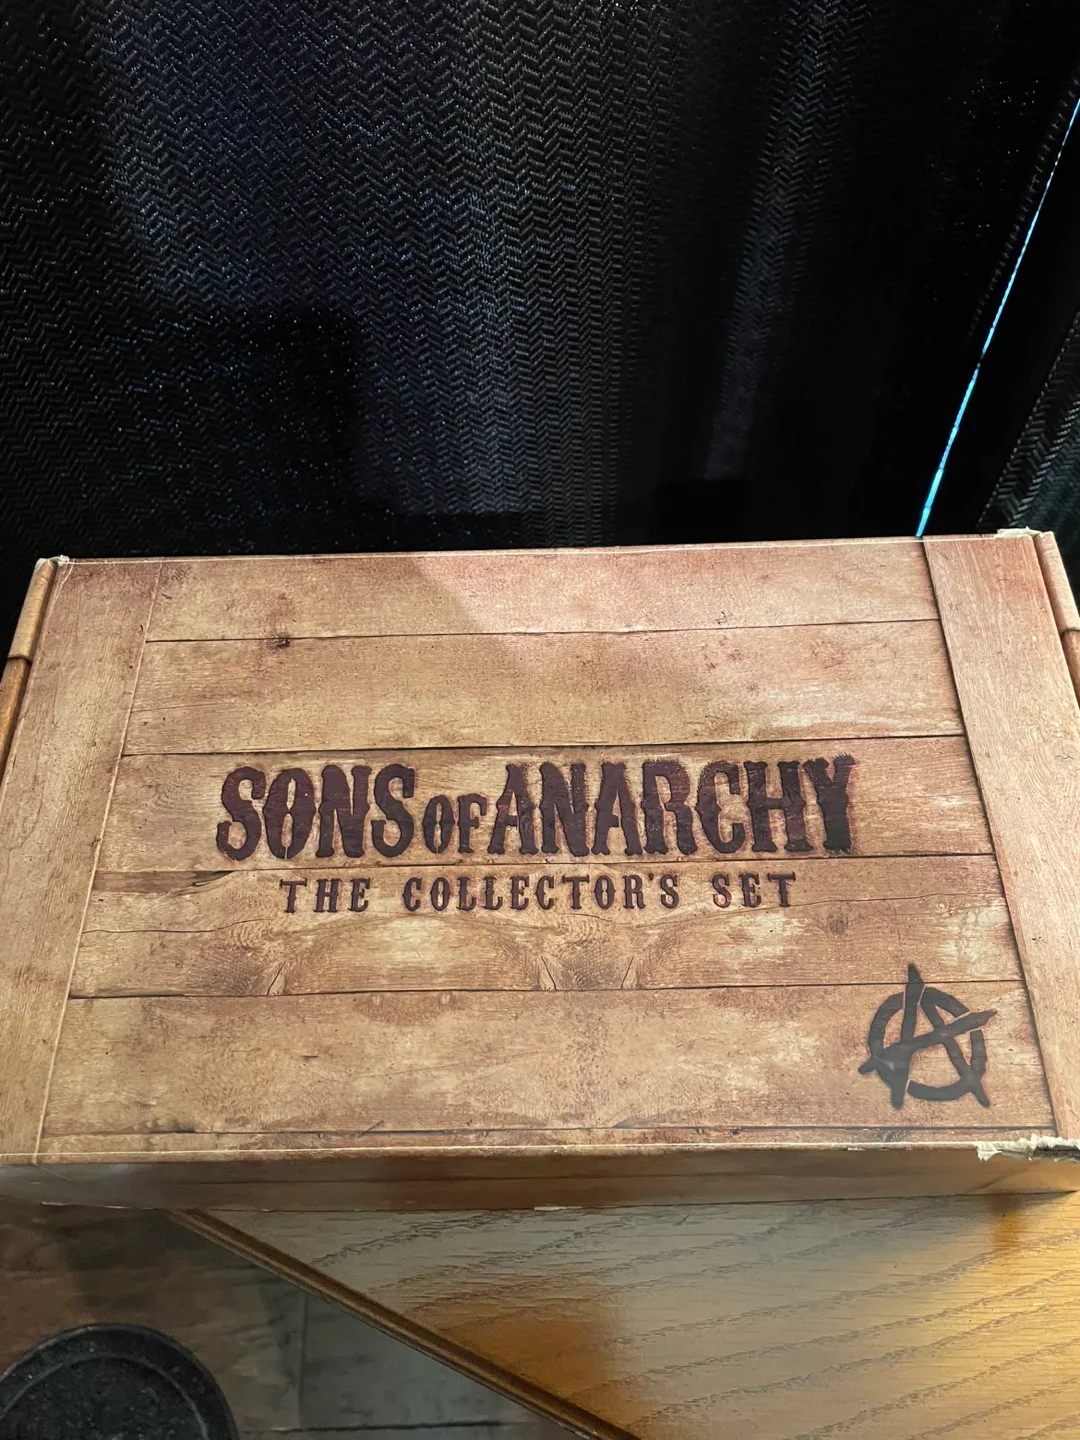 SONS OF ANARCHY
THE COLLECTOR'S SET